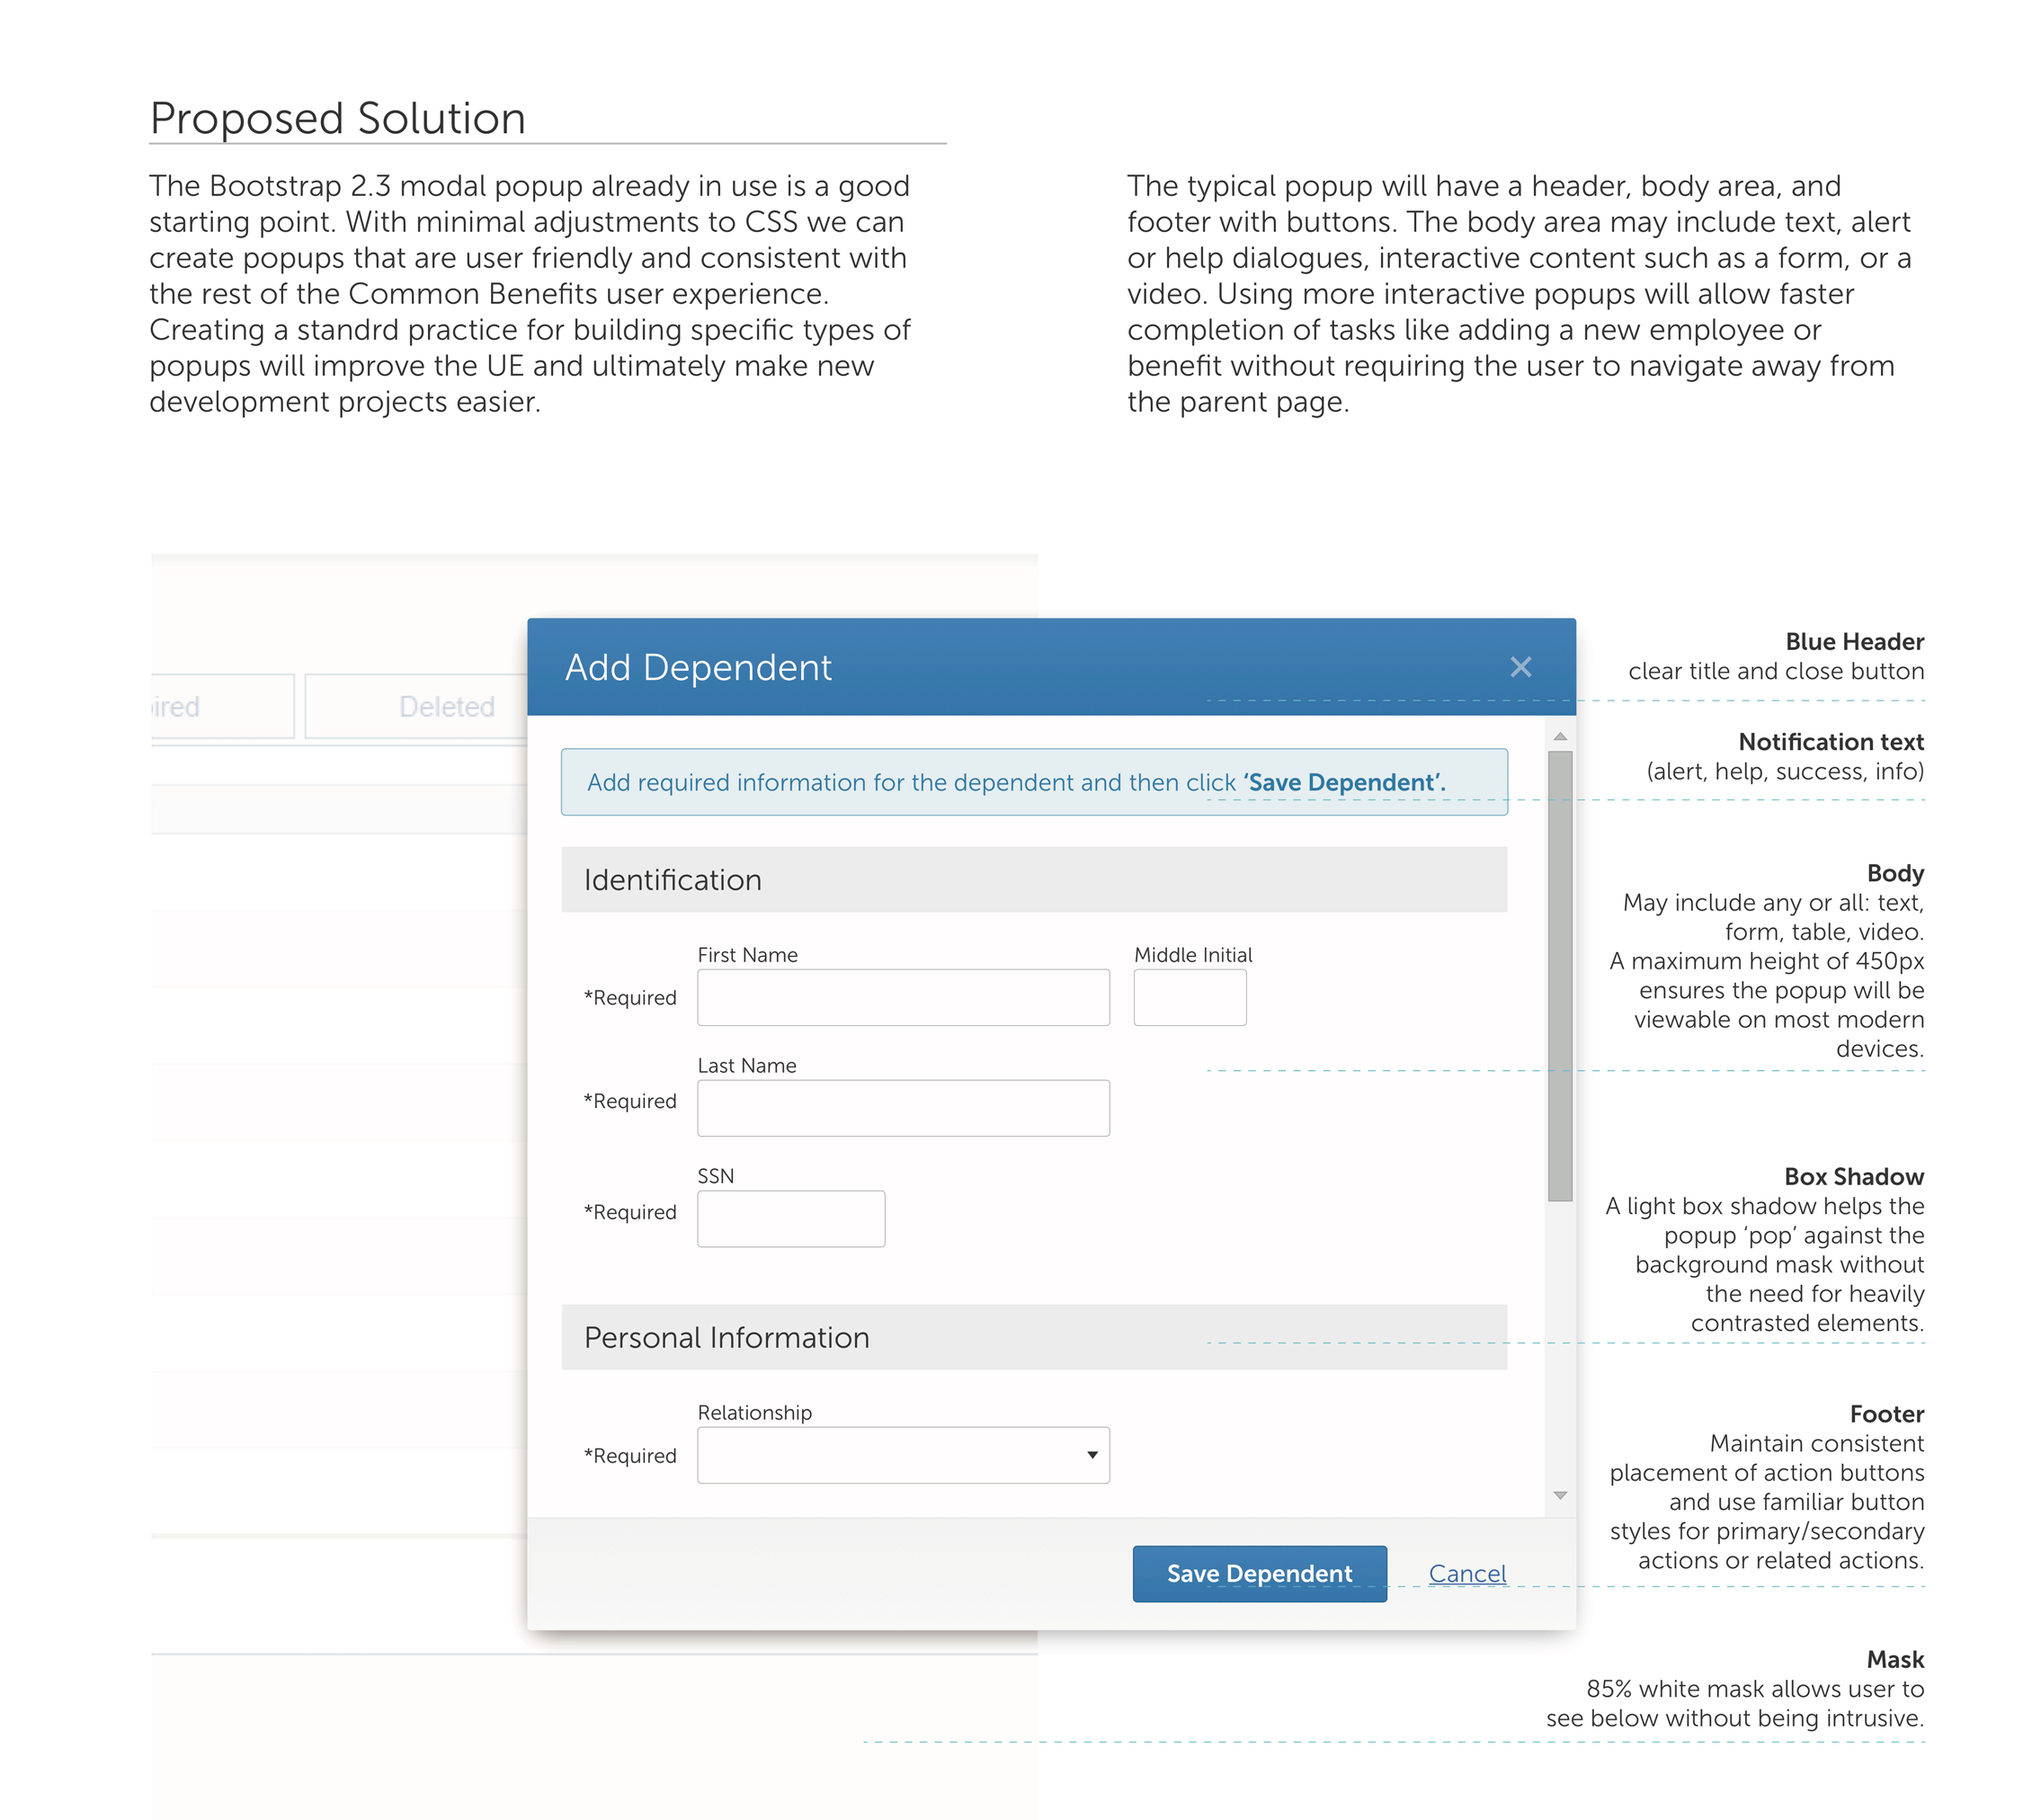 Proposed Solution
The Bootstrap 2.3 modal popup already in use is a good
starting point. With minimal adjustments to CSS we can
create popups that are user friendly and consistent with
the rest of the Common Benefits user experience.
Creating a standrd practice for building specific types of
popups will improve the UE and ultimately make new
development projects easier.
The typical popup will have a header, body area, and
footer with buttons. The body area may include text, alert
or help dialogues, interactive content such as a form, or a
video. Using more interactive popups will allow faster
completion of tasks like adding a new employee or
benefit without requiring the user to navigate away from
the parent page.
ired
Deleted
Add Dependent
×
Add required information for the dependent and then click ‘Save Dependent’.
Identification
First Name
Middle Initial
*Required
Last Name
*Required
SSN
*Required
Personal Information
Relationship
*Required
Save Dependent
Cancel
Blue Header
clear title and close button
Notification text
(alert, help, success, info)
Body
May include any or all: text,
form, table, video.
A maximum height of 450px
ensures the popup will be
viewable on most modern
devices.
Box Shadow
A light box shadow helps the
popup ‘pop’ against the
background mask without
the need for heavily
contrasted elements.
Footer
Maintain consistent
placement of action buttons
and use familiar button
styles for primary/secondary
actions or related actions.
Mask
85% white mask allows user to
see below without being intrusive.